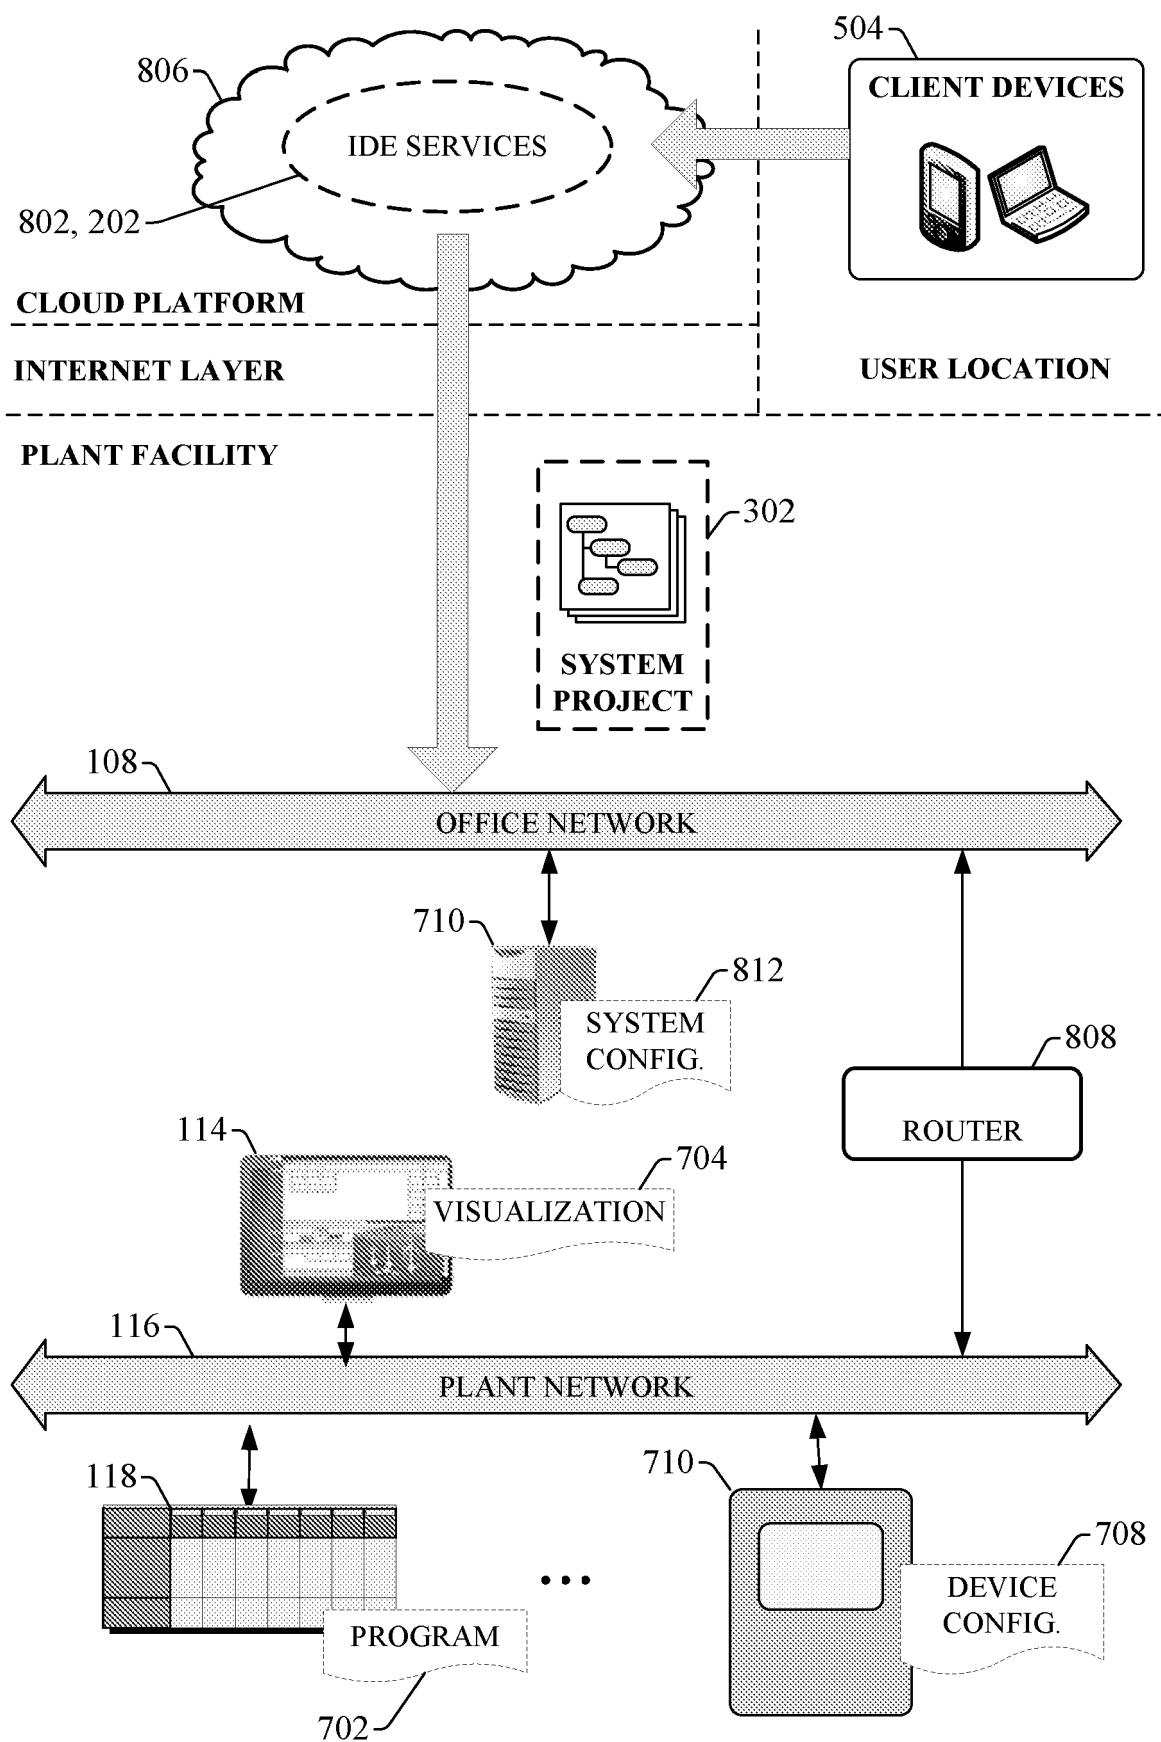 504
CLIENT DEVICES
806
IDE SERVICES
802, 202
CLOUD PLATFORM
INTERNET LAYER
USER LOCATION
PLANT FACILITY
302
SYSTEM
PROJECT
108
OFFICE NETWORK
710
812
SYSTEM
CONFIG.
808
ROUTER
114
704
VISUALIZATION
116
PLANT NETWORK
118
710
708
DEVICE
CONFIG.
...
PROGRAM
702